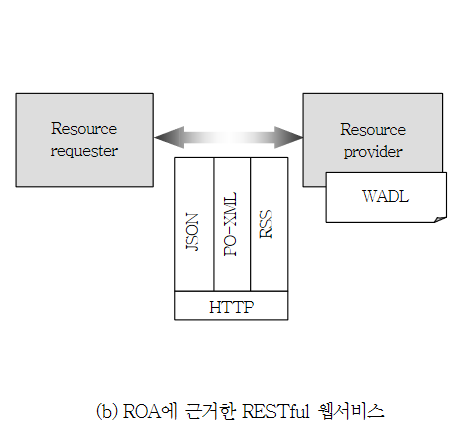 Resource
requester
Resource
provider
WADL
JSON
PO-XML
RSS
HTTP
(b) ROA에 근거한 RESTful 웹서비스